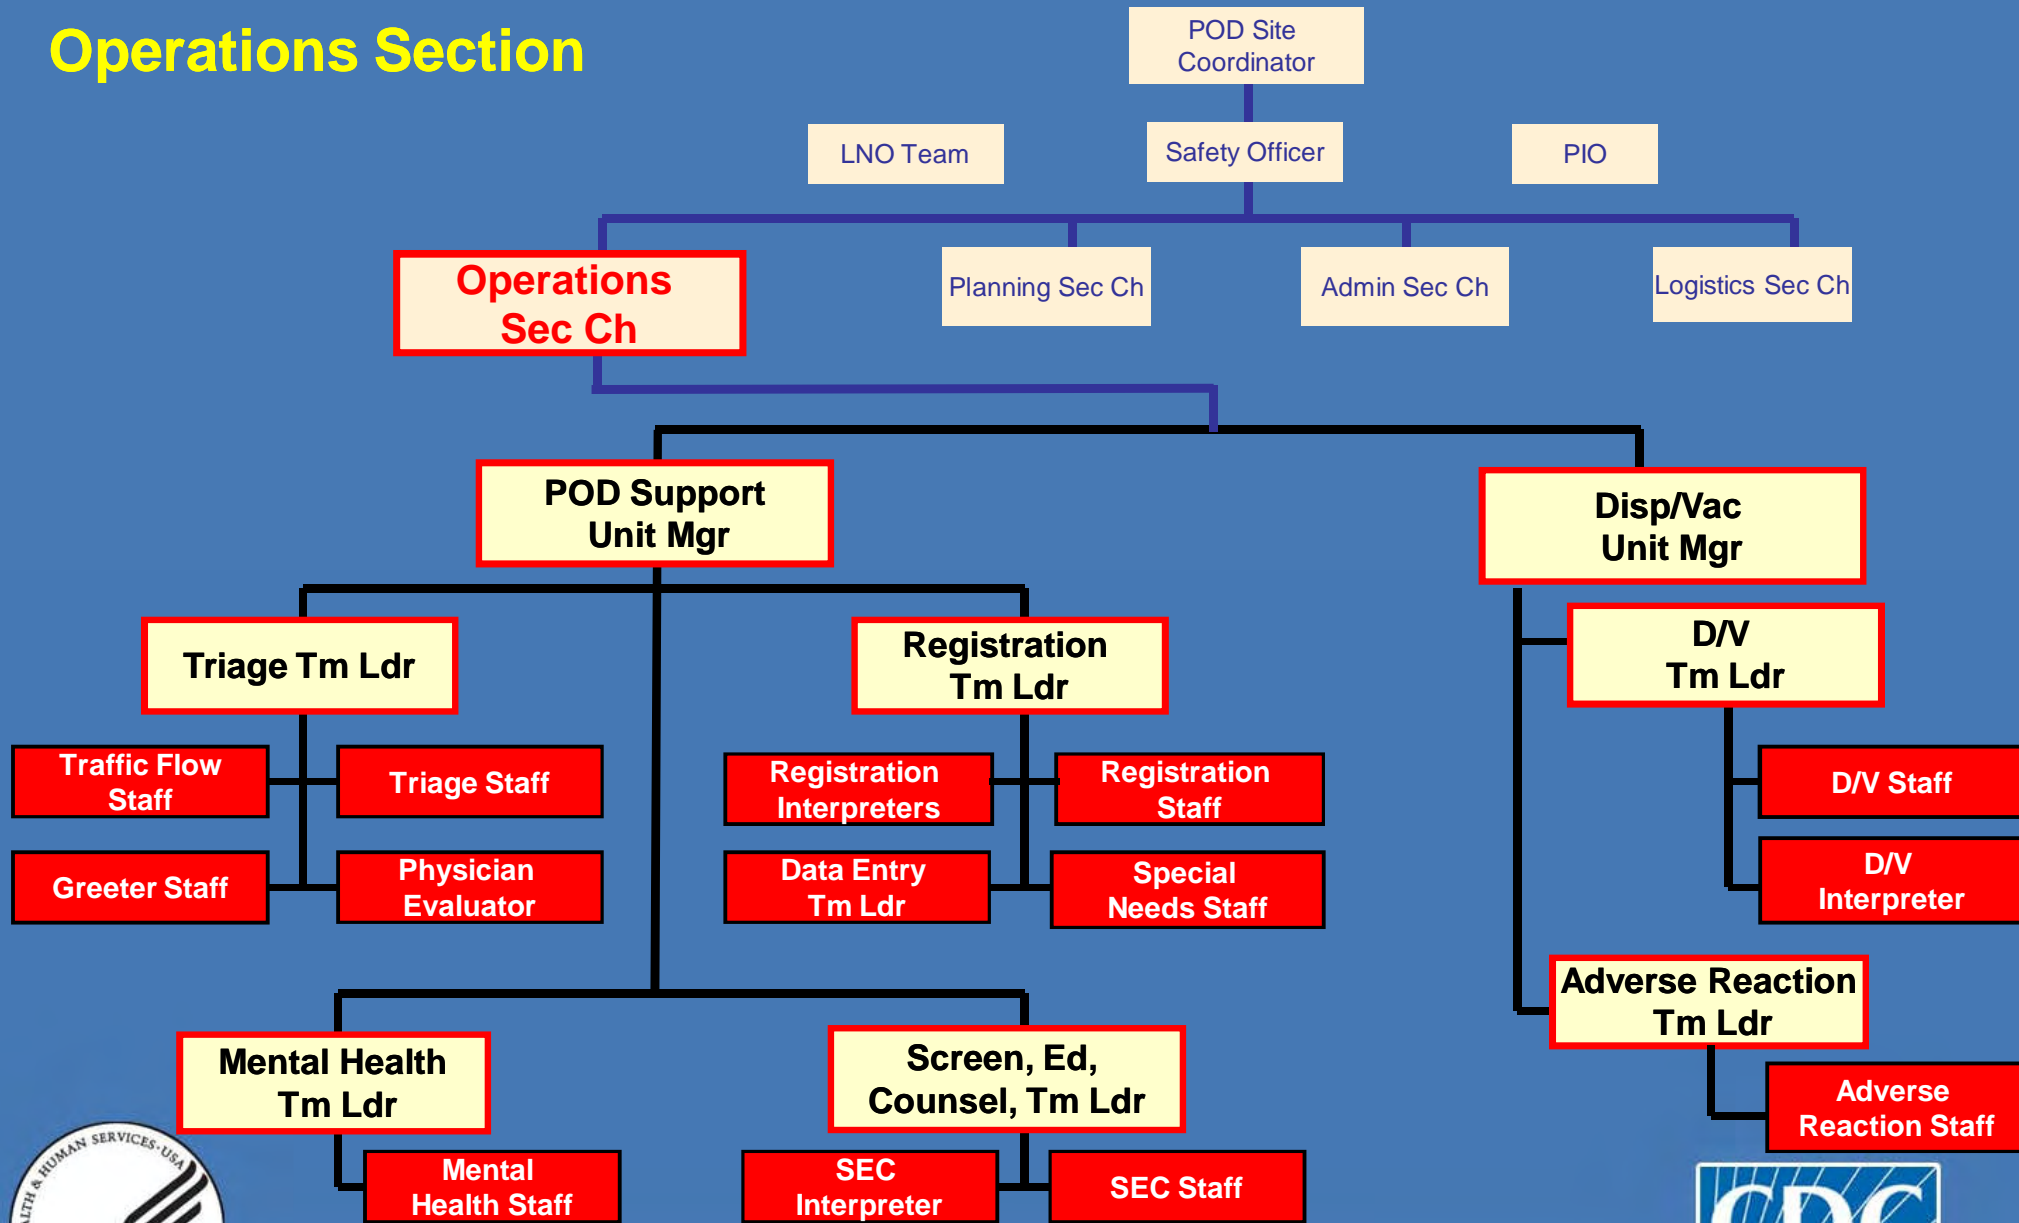 Operations Section
POD Site
Coordinator
LNO Team
Safety Officer
PIO
Operations
Sec Ch
Planning Sec Ch
Admin Sec Ch
Logistics Sec Ch
POD Support
Unit Mgr
Disp/Vac
Unit Mgr
Triage Tm Ldr
Registration
Tm Ldr
D/V
Tm Ldr
Traffic Flow
Staff
Triage Staff
Registration
Interpreters
Registration
Staff
D/V Staff
Greeter Staff
Physician
Evaluator
Data Entry
Tm Ldr
Special
Needs Staff
D/V
Interpreter
Adverse Reaction
Tm Ldr
Mental Health
Tm Ldr
Screen, Ed,
Counsel, Tm Ldr
Adverse
Reaction Staff
Mental
Health Staff
SEC
Interpreter
SEC Staff
& HUMAN SERVICES·USA
CDC